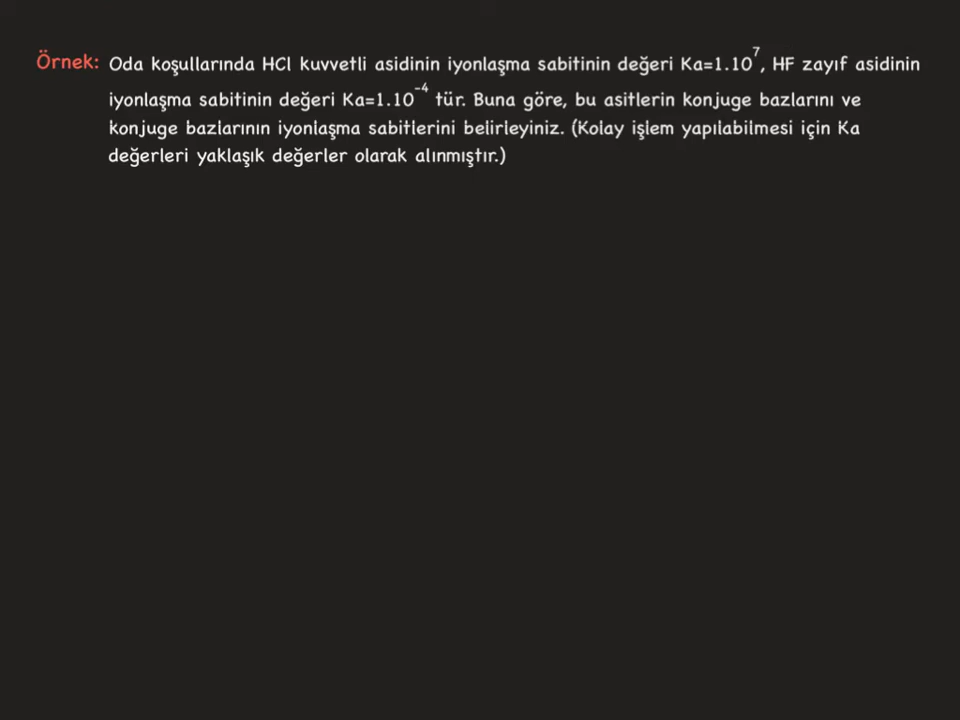 Örnek: Oda koşullarında HCl kuvvetli asidinin iyonlaşma sabitinin değeri Ka=1.10⁷, HF zayıf asidinin
iyonlaşma sabitinin değeri Ka=1.10⁻⁴ tür. Buna göre, bu asitlerin konjuge bazlarını ve
konjuge bazlarının iyonlaşma sabitlerini belirleyiniz. (Kolay işlem yapılabilmesi için Ka
değerleri yaklaşık değerler olarak alınmıştır.)